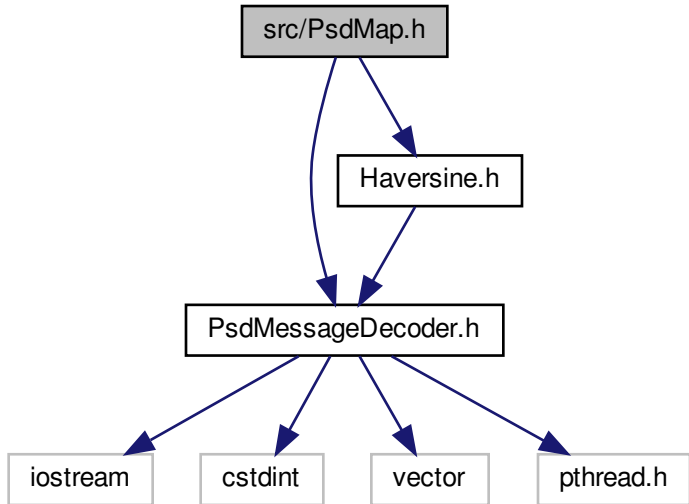 src/PsdMap.h
Haversine.h
PsdMessageDecoder.h
iostream
cstdint
vector
pthread.h